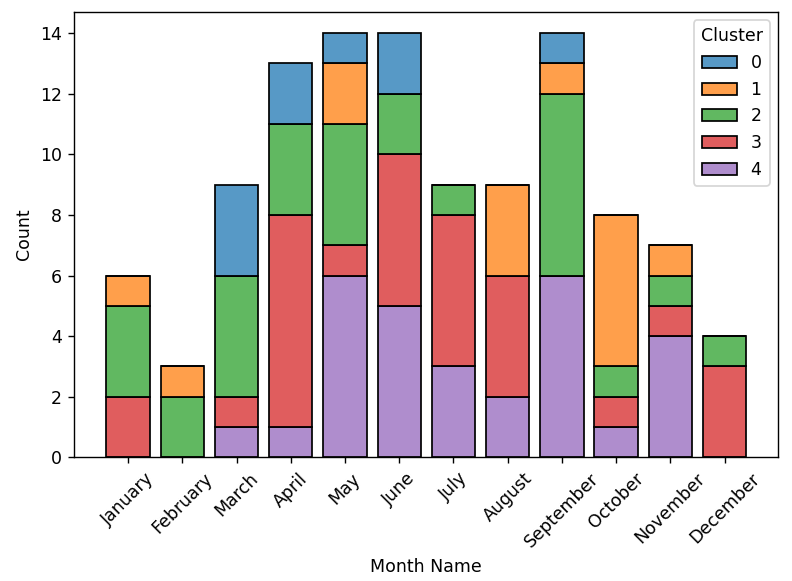 Cluster
0
1
2
3
4
14
12
10
8
6
4
2
0
Count
January
February
March
April
May
June
July
August
September
October
November
December
Month Name